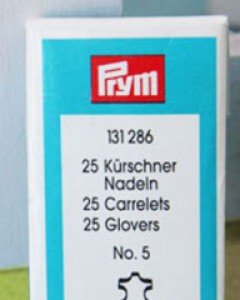 Prym
131 286
25 Kürschner
Nadeln
25 Carrelets
25 Glovers
No. 5